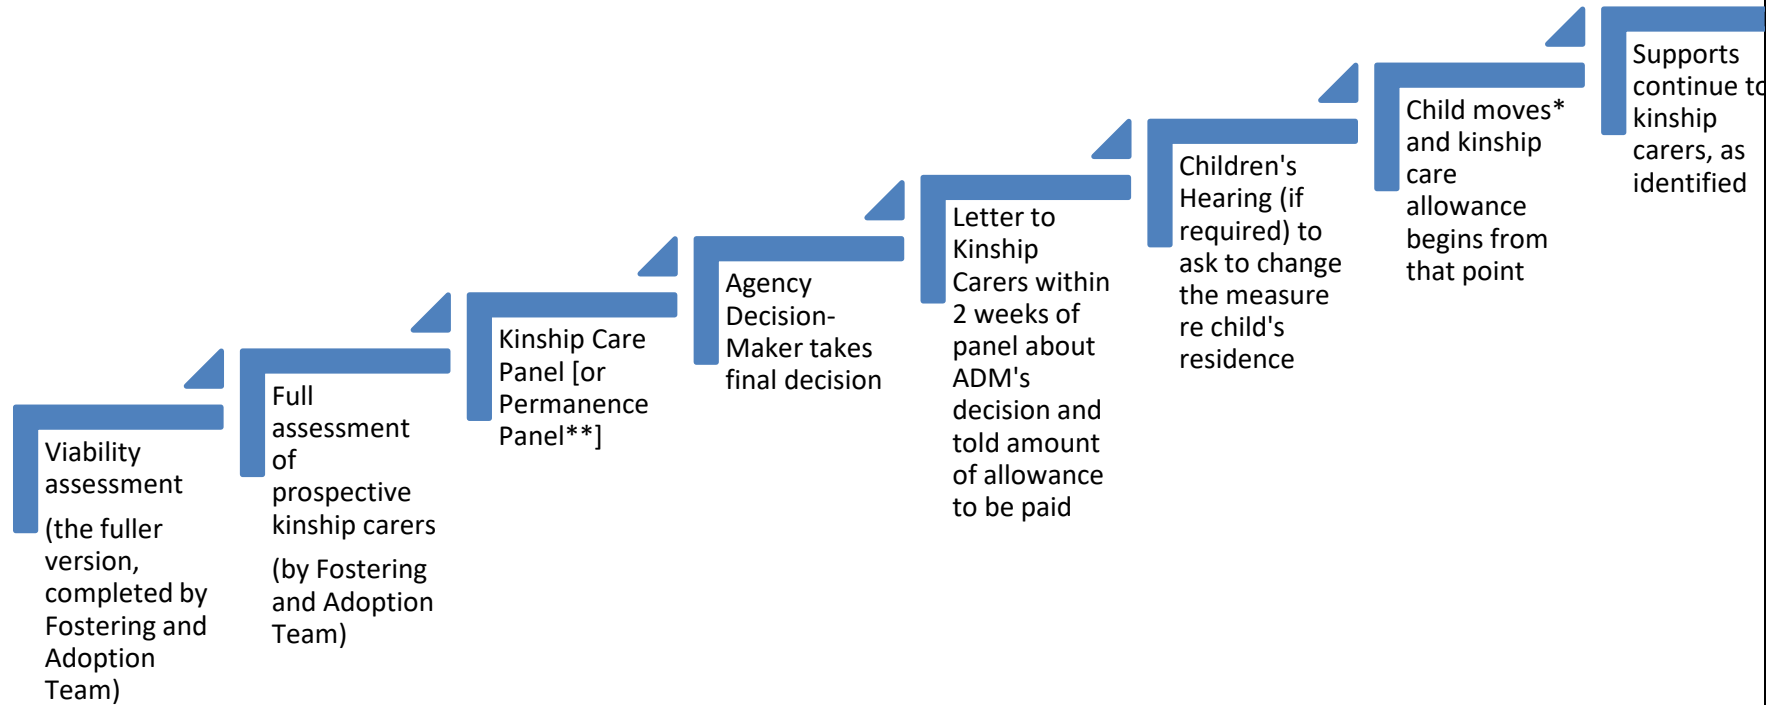 Viability
assessment
(the fuller
version,
completed by
Fostering and
Adoption
Team)
Full
assessment
of
prospective
kinship carers
(by Fostering
and Adoption
Team)
Kinship Care
Panel [or
Permanence
Panel**]
Agency
Decision-
Maker takes
final decision
Letter to
Kinship
Carers within
2 weeks of
panel about
ADM's
decision and
told amount
of allowance
to be paid
Children's
Hearing (if
required) to
ask to change
the measure
re child's
residence
Child moves*
and kinship
care
allowance
begins from
that point
Supports
continue to
kinship
carers, as
identified